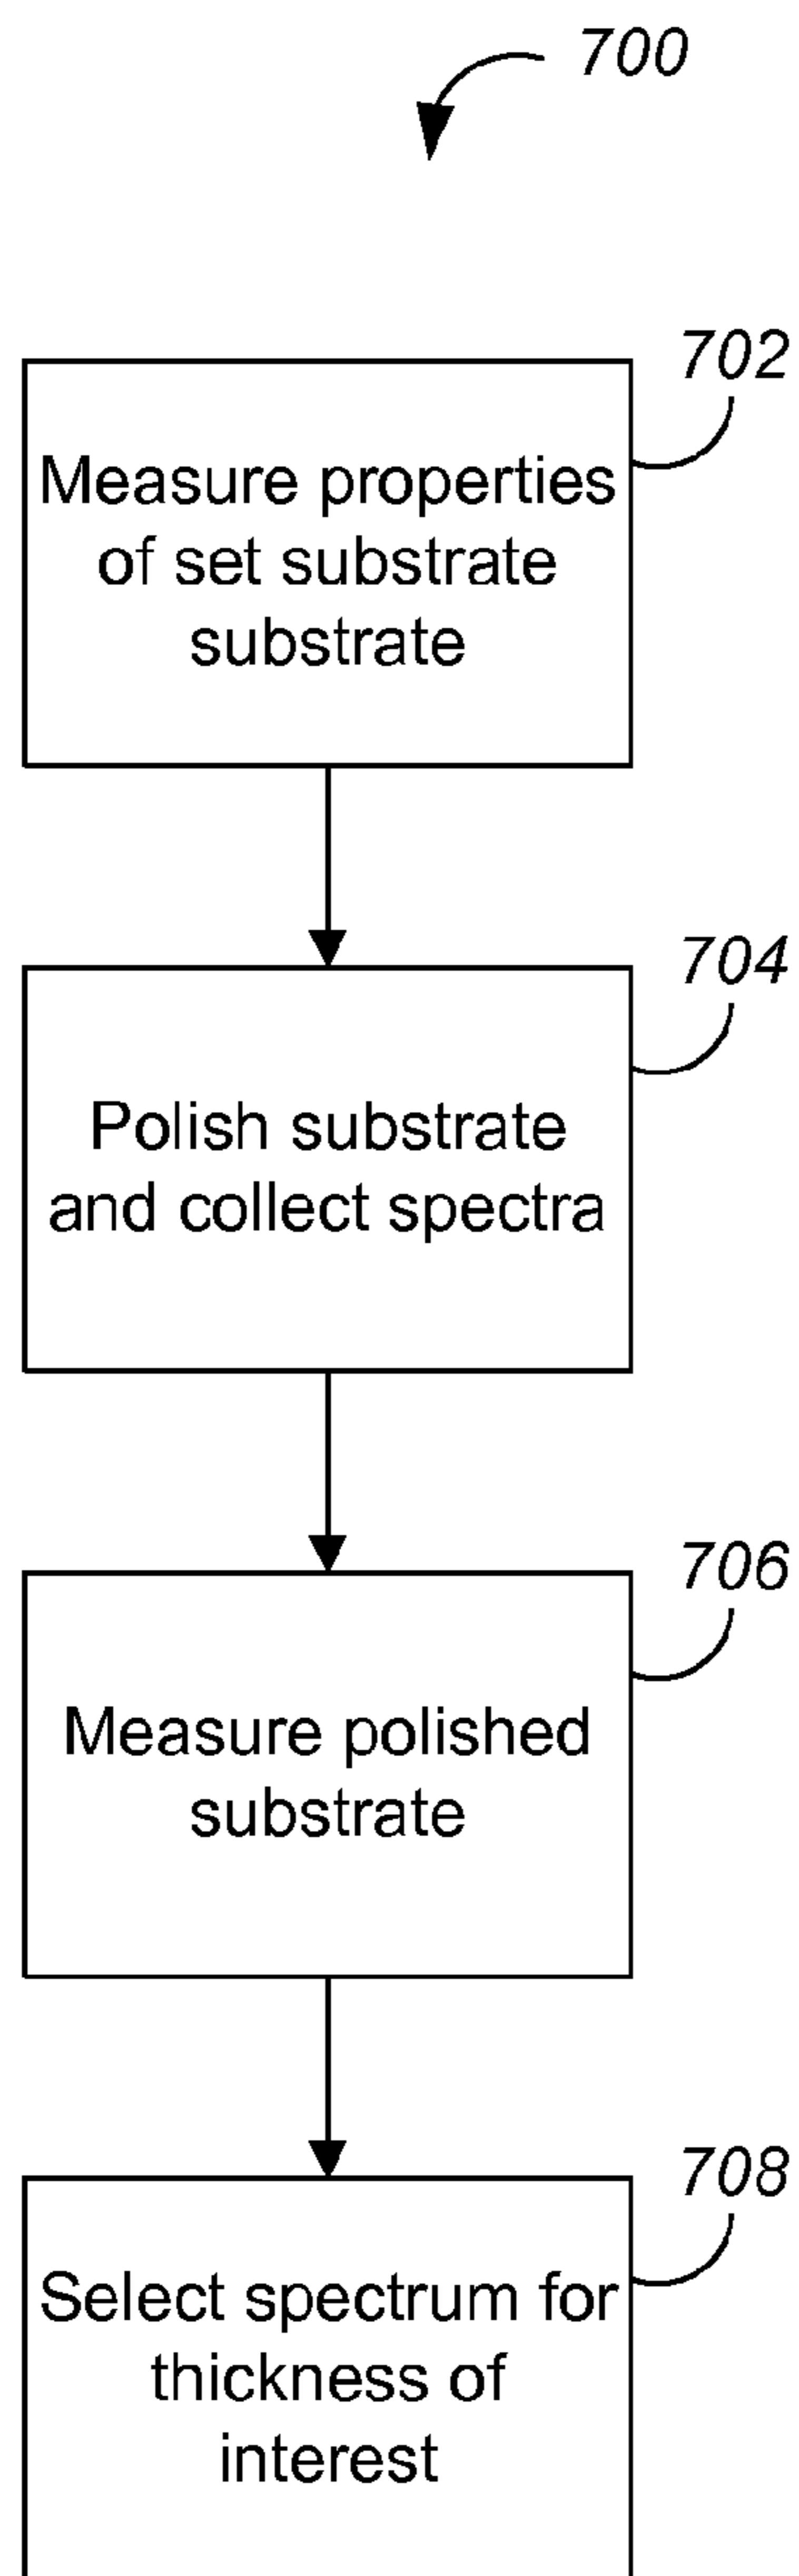 700
702
Measure properties
of set substrate
substrate
704
Polish substrate
and collect spectra
706
Measure polished
substrate
708
Select spectrum for
thickness of
interest